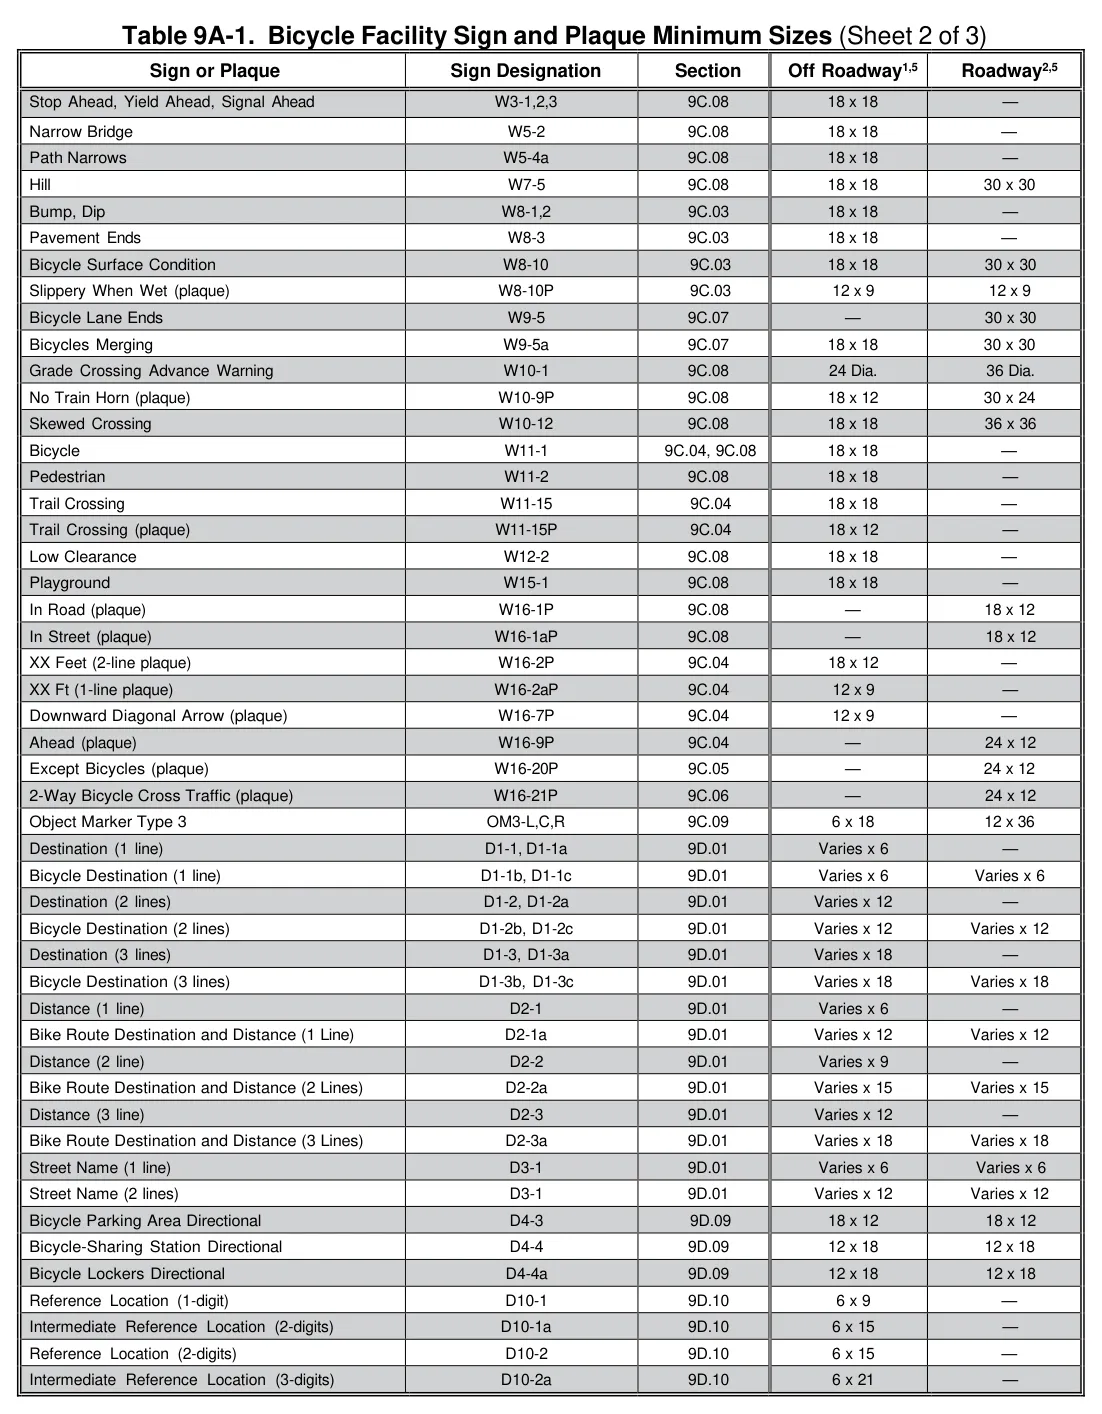 Table 9A-1. Bicycle Facility Sign and Plaque Minimum Sizes (Sheet 2 of 3)
Sign or Plaque Sign Designation Section Off Roadway1,5 Roadway2,5
Stop Ahead, Yield Ahead, Signal Ahead W3-1,2,3 9C.08 18 x 18 —
Narrow Bridge W5-2 9C.08 18 x 18 —
Path Narrows W5-4a 9C.08 18 x 18 —
Hill W7-5 9C.08 18 x 18 30 x 30
Bump, Dip W8-1,2 9C.03 18 x 18 —
Pavement Ends W8-3 9C.03 18 x 18 —
Bicycle Surface Condition W8-10 9C.03 18 x 18 30 x 30
Slippery When Wet (plaque) W8-10P 9C.03 12 x 9 12 x 9
Bicycle Lane Ends W9-5 9C.07 — 30 x 30
Bicycles Merging W9-5a 9C.07 18 x 18 30 x 30
Grade Crossing Advance Warning W10-1 9C.08 24 Dia. 36 Dia.
No Train Horn (plaque) W10-9P 9C.08 18 x 12 30 x 24
Skewed Crossing W10-12 9C.08 18 x 18 36 x 36
Bicycle W11-1 9C.04, 9C.08 18 x 18 —
Pedestrian W11-2 9C.08 18 x 18 —
Trail Crossing W11-15 9C.04 18 x 18 —
Trail Crossing (plaque) W11-15P 9C.04 18 x 12 —
Low Clearance W12-2 9C.08 18 x 18 —
Playground W15-1 9C.08 18 x 18 —
In Road (plaque) W16-1P 9C.08 — 18 x 12
In Street (plaque) W16-1aP 9C.08 — 18 x 12
XX Feet (2-line plaque) W16-2P 9C.04 18 x 12 —
XX Ft (1-line plaque) W16-2aP 9C.04 12 x 9 —
Downward Diagonal Arrow (plaque) W16-7P 9C.04 12 x 9 —
Ahead (plaque) W16-9P 9C.04 — 24 x 12
Except Bicycles (plaque) W16-20P 9C.05 — 24 x 12
2-Way Bicycle Cross Traffic (plaque) W16-21P 9C.06 — 24 x 12
Object Marker Type 3 OM3-L,C,R 9C.09 6 x 18 12 x 36
Destination (1 line) D1-1, D1-1a 9D.01 Varies x 6 —
Bicycle Destination (1 line) D1-1b, D1-1c 9D.01 Varies x 6 Varies x 6
Destination (2 lines) D1-2, D1-2a 9D.01 Varies x 12 —
Bicycle Destination (2 lines) D1-2b, D1-2c 9D.01 Varies x 12 Varies x 12
Destination (3 lines) D1-3, D1-3a 9D.01 Varies x 18 —
Bicycle Destination (3 lines) D1-3b, D1-3c 9D.01 Varies x 18 Varies x 18
Distance (1 line) D2-1 9D.01 Varies x 6 —
Bike Route Destination and Distance (1 Line) D2-1a 9D.01 Varies x 12 Varies x 12
Distance (2 line) D2-2 9D.01 Varies x 9 —
Bike Route Destination and Distance (2 Lines) D2-2a 9D.01 Varies x 15 Varies x 15
Distance (3 line) D2-3 9D.01 Varies x 12 —
Bike Route Destination and Distance (3 Lines) D2-3a 9D.01 Varies x 18 Varies x 18
Street Name (1 line) D3-1 9D.01 Varies x 6 Varies x 6
Street Name (2 lines) D3-1 9D.01 Varies x 12 Varies x 12
Bicycle Parking Area Directional D4-3 9D.09 18 x 12 18 x 12
Bicycle-Sharing Station Directional D4-4 9D.09 12 x 18 12 x 18
Bicycle Lockers Directional D4-4a 9D.09 12 x 18 12 x 18
Reference Location (1-digit) D10-1 9D.10 6 x 9 —
Intermediate Reference Location (2-digits) D10-1a 9D.10 6 x 15 —
Reference Location (2-digits) D10-2 9D.10 6 x 15 —
Intermediate Reference Location (3-digits) D10-2a 9D.10 6 x 21 —